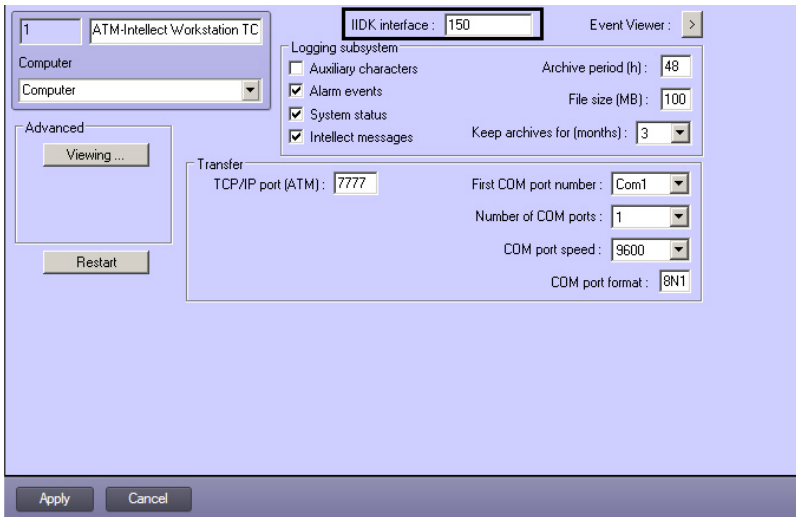 1
ATM-Intellect Workstation TC
Computer
Computer
IIDK interface : 150
Event Viewer : >
Logging subsystem
Auxiliary characters
Alarm events
System status
Intellect messages
Archive period (h) : 48
File size (MB) : 100
Keep archives for (months) : 3
Advanced
Viewing ...
Restart
Transfer
TCP/IP port (ATM) : 7777
First COM port number : Com1
Number of COM ports : 1
COM port speed : 9600
COM port format : 8N1
Apply
Cancel